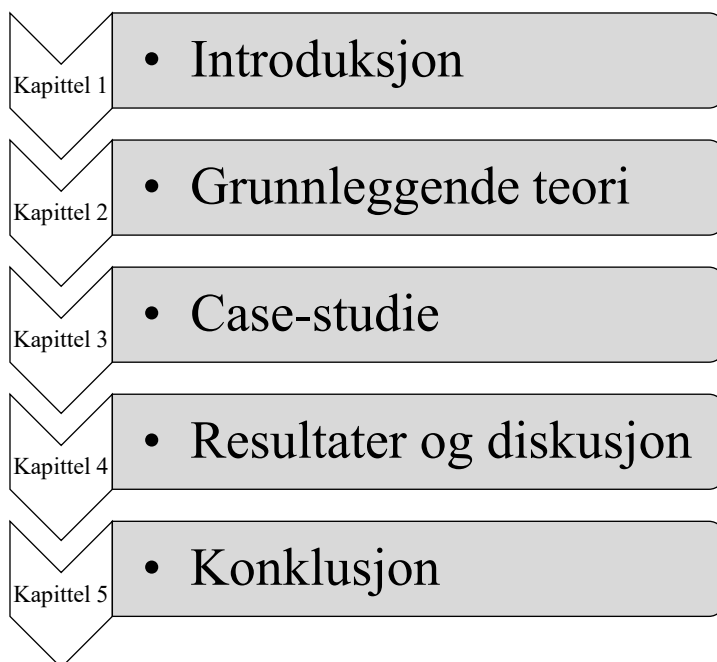 Kapittel 1
• Introduksjon
Kapittel 2
• Grunnleggende teori
Kapittel 3
• Case-studie
Kapittel 4
• Resultater og diskusjon
Kapittel 5
• Konklusjon